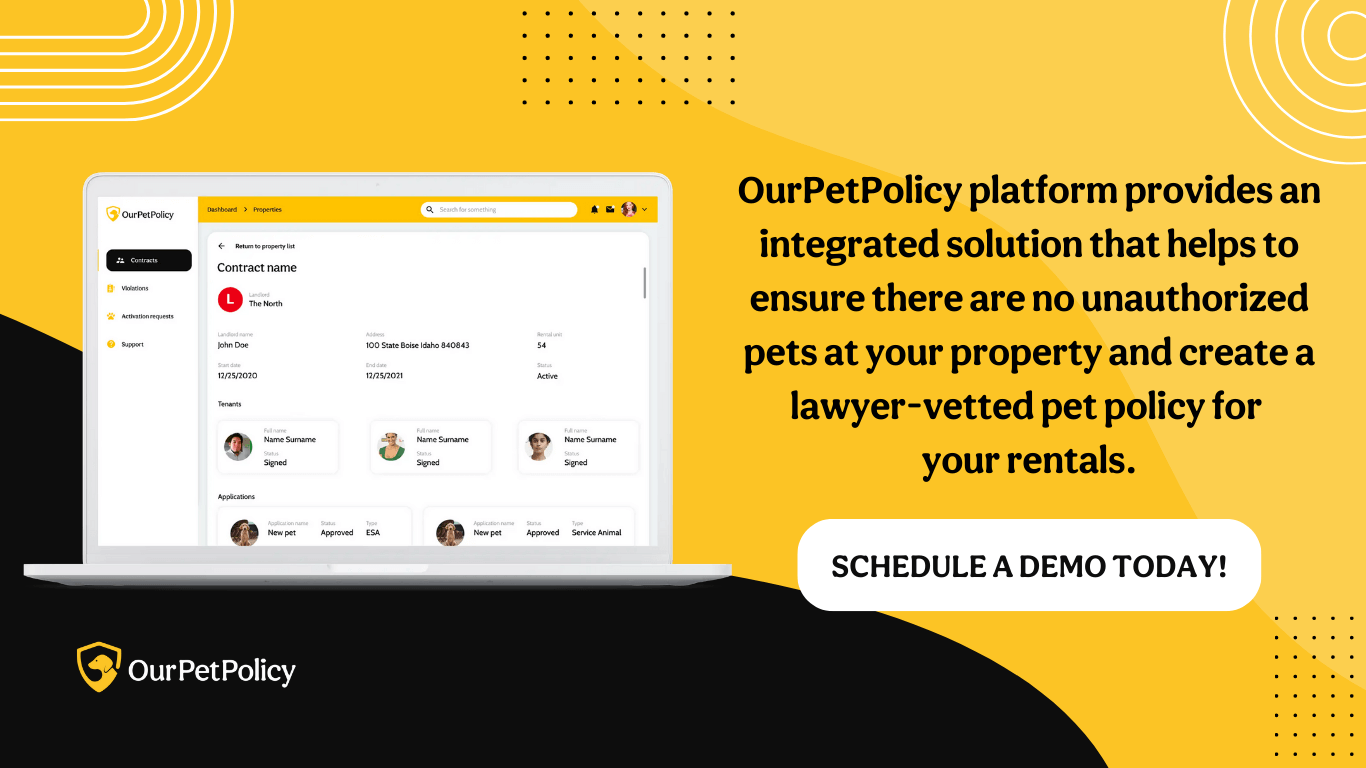 OurPetPolicy
Dashboard > Properties
Search for something
Contracts
Violations
Activation requests
Support
Return to property list
Contract name
L
Landlord
The North
Landlord name
Address
Rental unit
John Doe
100 State Boise Idaho 840843
54
Start date
End date
Status
12/25/2020
12/25/2021
Active
Tenants
Full name
Name Surname
Status
Signed
Full name
Name Surname
Status
Signed
Full name
Name Surname
Status
Signed
Applications
Application name
Status
Type
New pet
Approved
ESA
Application name
Status
Type
New pet
Approved
Service Animal
OurPetPolicy platform provides an
integrated solution that helps to
ensure there are no unauthorized
pets at your property and create a
lawyer-vetted pet policy for
your rentals.
SCHEDULE A DEMO TODAY!
OurPetPolicy